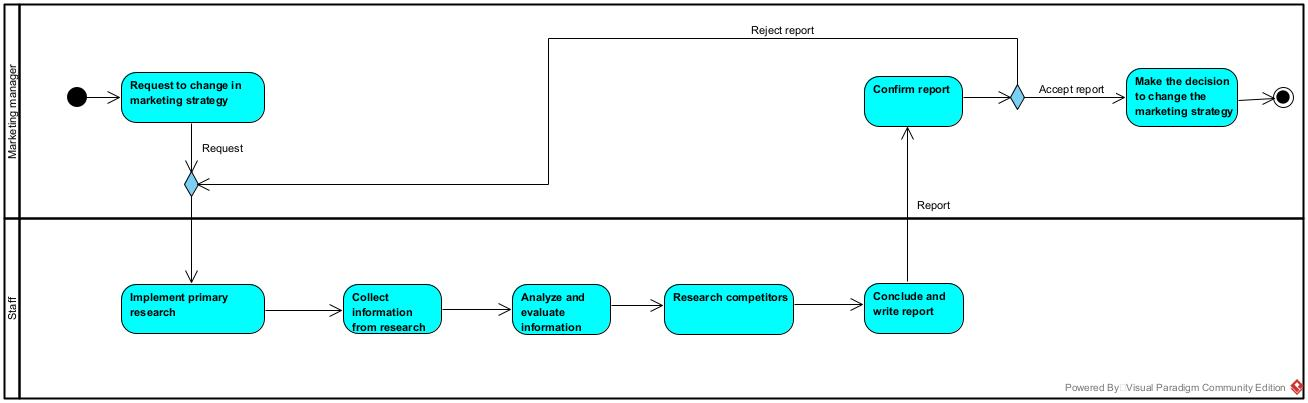 Marketing manager
Request to change in
marketing strategy
Request
Reject report
Confirm report
Accept report
Make the decision
to change the
marketing strategy
Report
Staff
Implement primary
research
Collect
information
from research
Analyze and
evaluate
information
Research competitors
Conclude and
write report
Powered By Visual Paradigm Community Edition